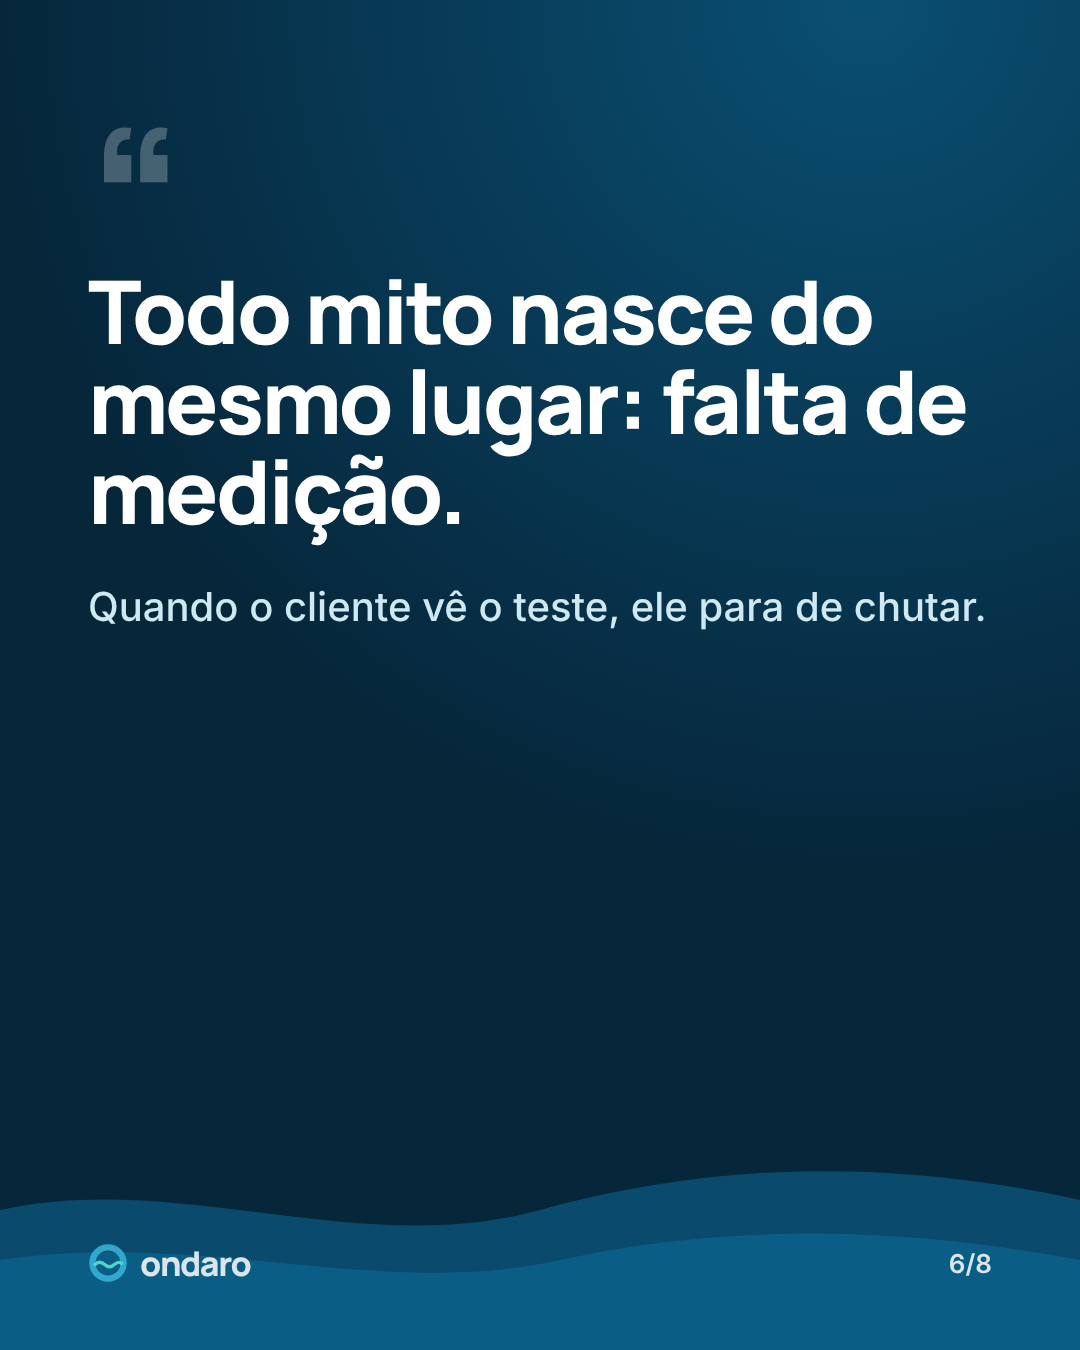 “
Todo mito nasce do
mesmo lugar: falta de
medição.
Quando o cliente vê o teste, ele para de chutar.
ondaro
6/8